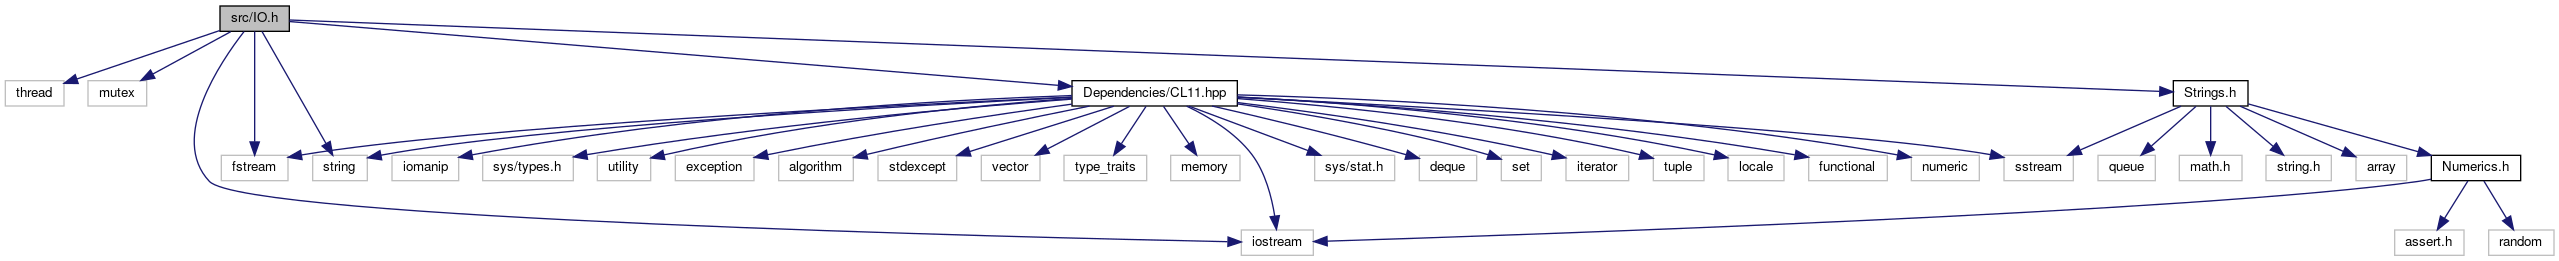 src/IO.h
thread
mutex
Dependencies/CL11.hpp
Strings.h
fstream
string
iomanip
sys/types.h
utility
exception
algorithm
stdexcept
vector
type_traits
memory
sys/stat.h
deque
set
iterator
tuple
locale
functional
numeric
sstream
queue
math.h
string.h
array
Numerics.h
iostream
assert.h
random